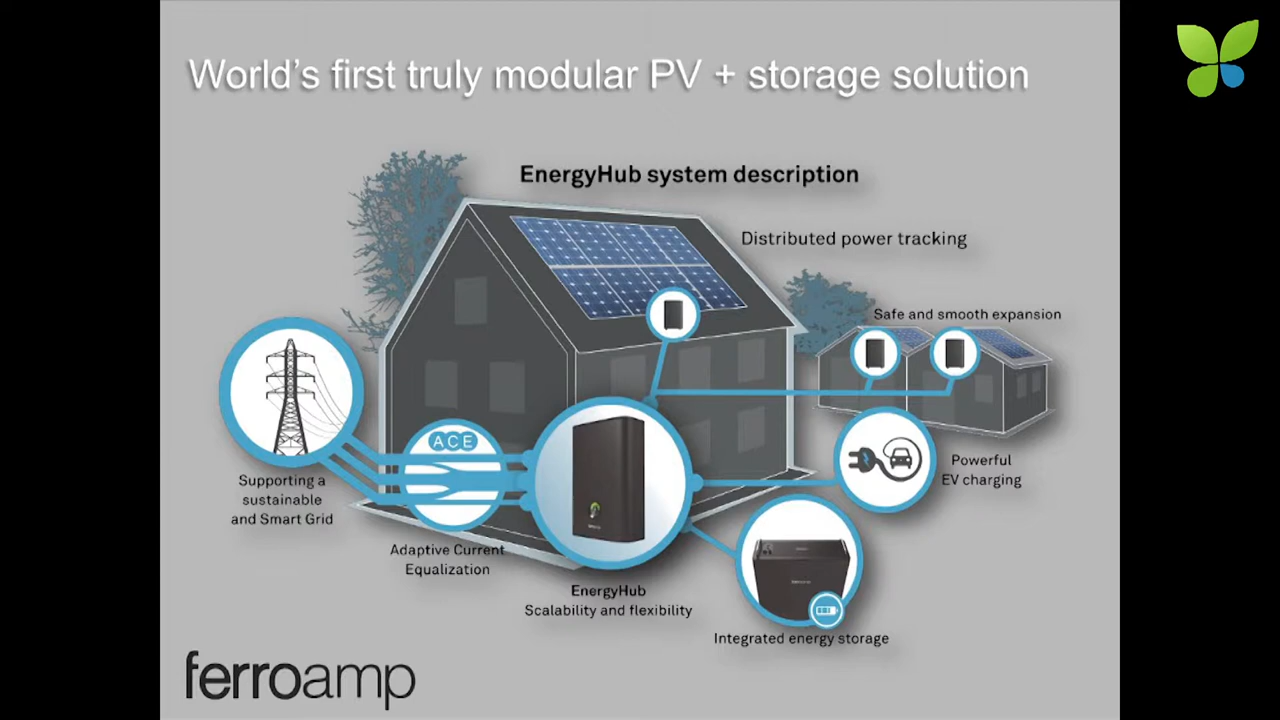 World's first truly modular PV + storage solution
EnergyHub system description
Distributed power tracking
Safe and smooth expansion
ACE
Supporting a
sustainable
and Smart Grid
Powerful
EV charging
Adaptive Current
Equalization
EnergyHub
Scalability and flexibility
Integrated energy storage
ferroamp